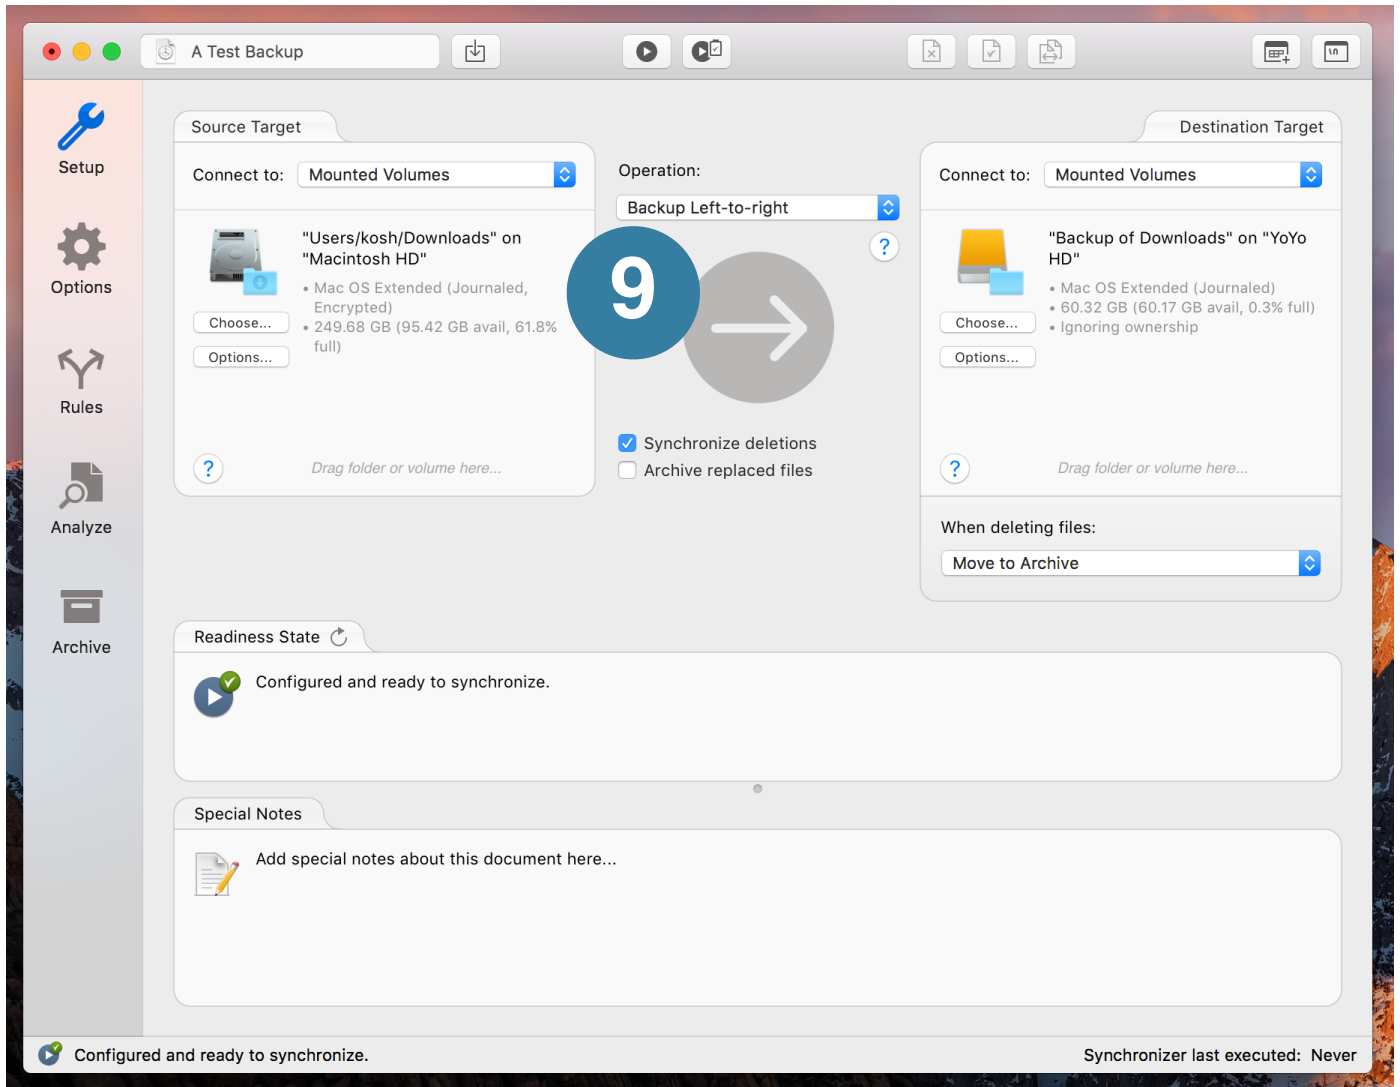 A Test Backup
Setup
Options
Rules
Analyze
Archive
Source Target
Connect to:
Mounted Volumes
"Users/kosh/Downloads" on
"Macintosh HD"
• Mac OS Extended (Journaled,
Encrypted)
• 249.68 GB (95.42 GB avail, 61.8%
full)
Choose...
Options...
?
Drag folder or volume here...
Operation:
Backup Left-to-right
?
9
Synchronize deletions
Archive replaced files
Destination Target
Connect to:
Mounted Volumes
"Backup of Downloads" on "YoYo
HD"
• Mac OS Extended (Journaled)
• 60.32 GB (60.17 GB avail, 0.3% full)
• Ignoring ownership
Choose...
Options...
?
Drag folder or volume here...
When deleting files:
Move to Archive
Readiness State
Configured and ready to synchronize.
Special Notes
Add special notes about this document here...
Configured and ready to synchronize.
Synchronizer last executed: Never